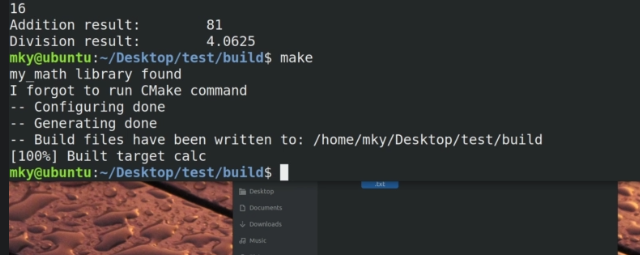 16
Addition result:        81
Division result:        4.0625
mky@ubuntu:~/Desktop/test/build$ make
my_math library found
I forgot to run CMake command
-- Configuring done
-- Generating done
-- Build files have been written to: /home/mky/Desktop/test/build
[100%] Built target calc
mky@ubuntu:~/Desktop/test/build$
.txt
Desktop
Documents
Downloads
Music